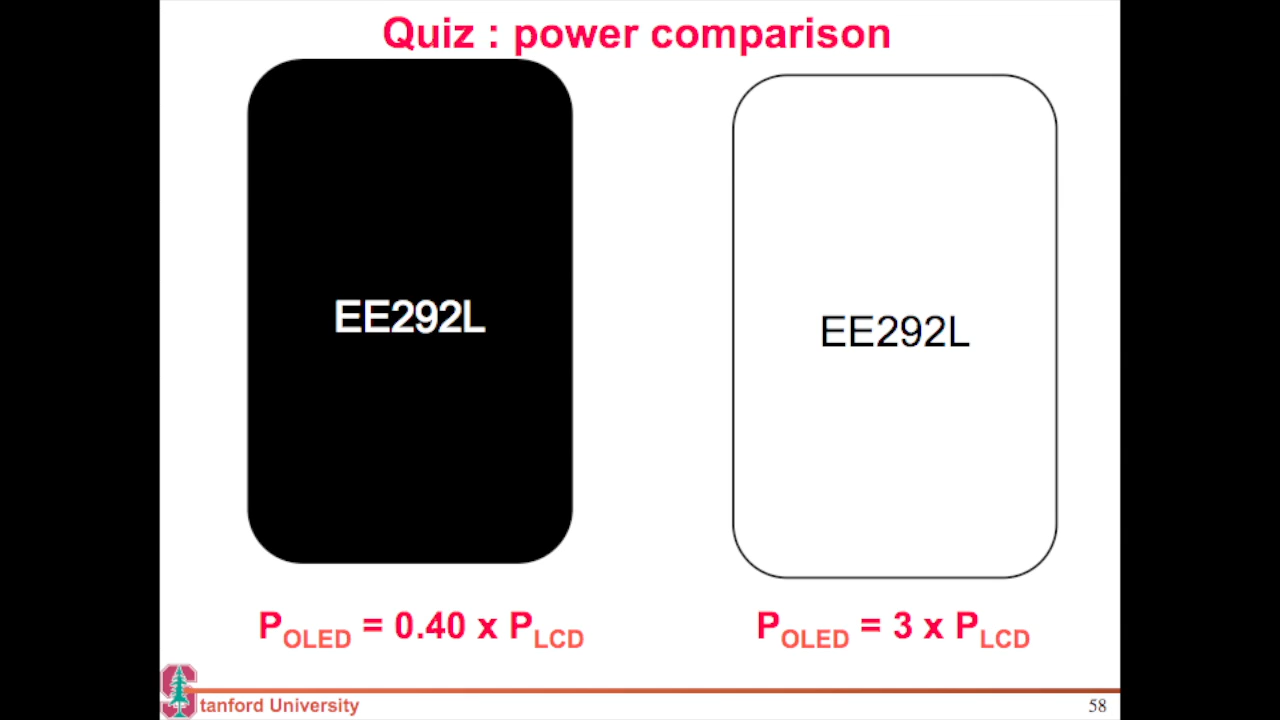 Quiz : power comparison
EE292L
EE292L
POLED = 0.40 x PLCD
POLED = 3 x PLCD
Stanford University
58